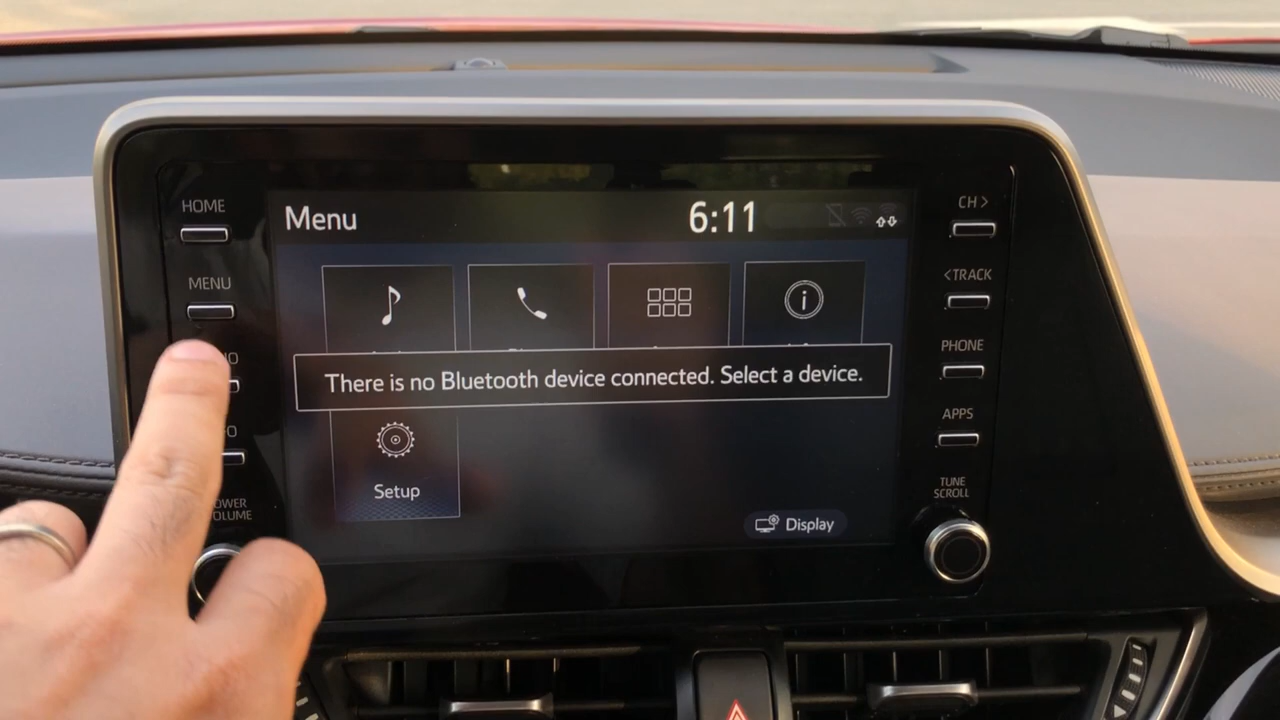 HOME
MENU
Menu
6:11
There is no Bluetooth device connected. Select a device.
Setup
Display
CH >
< TRACK
PHONE
APPS
TUNE
SCROLL